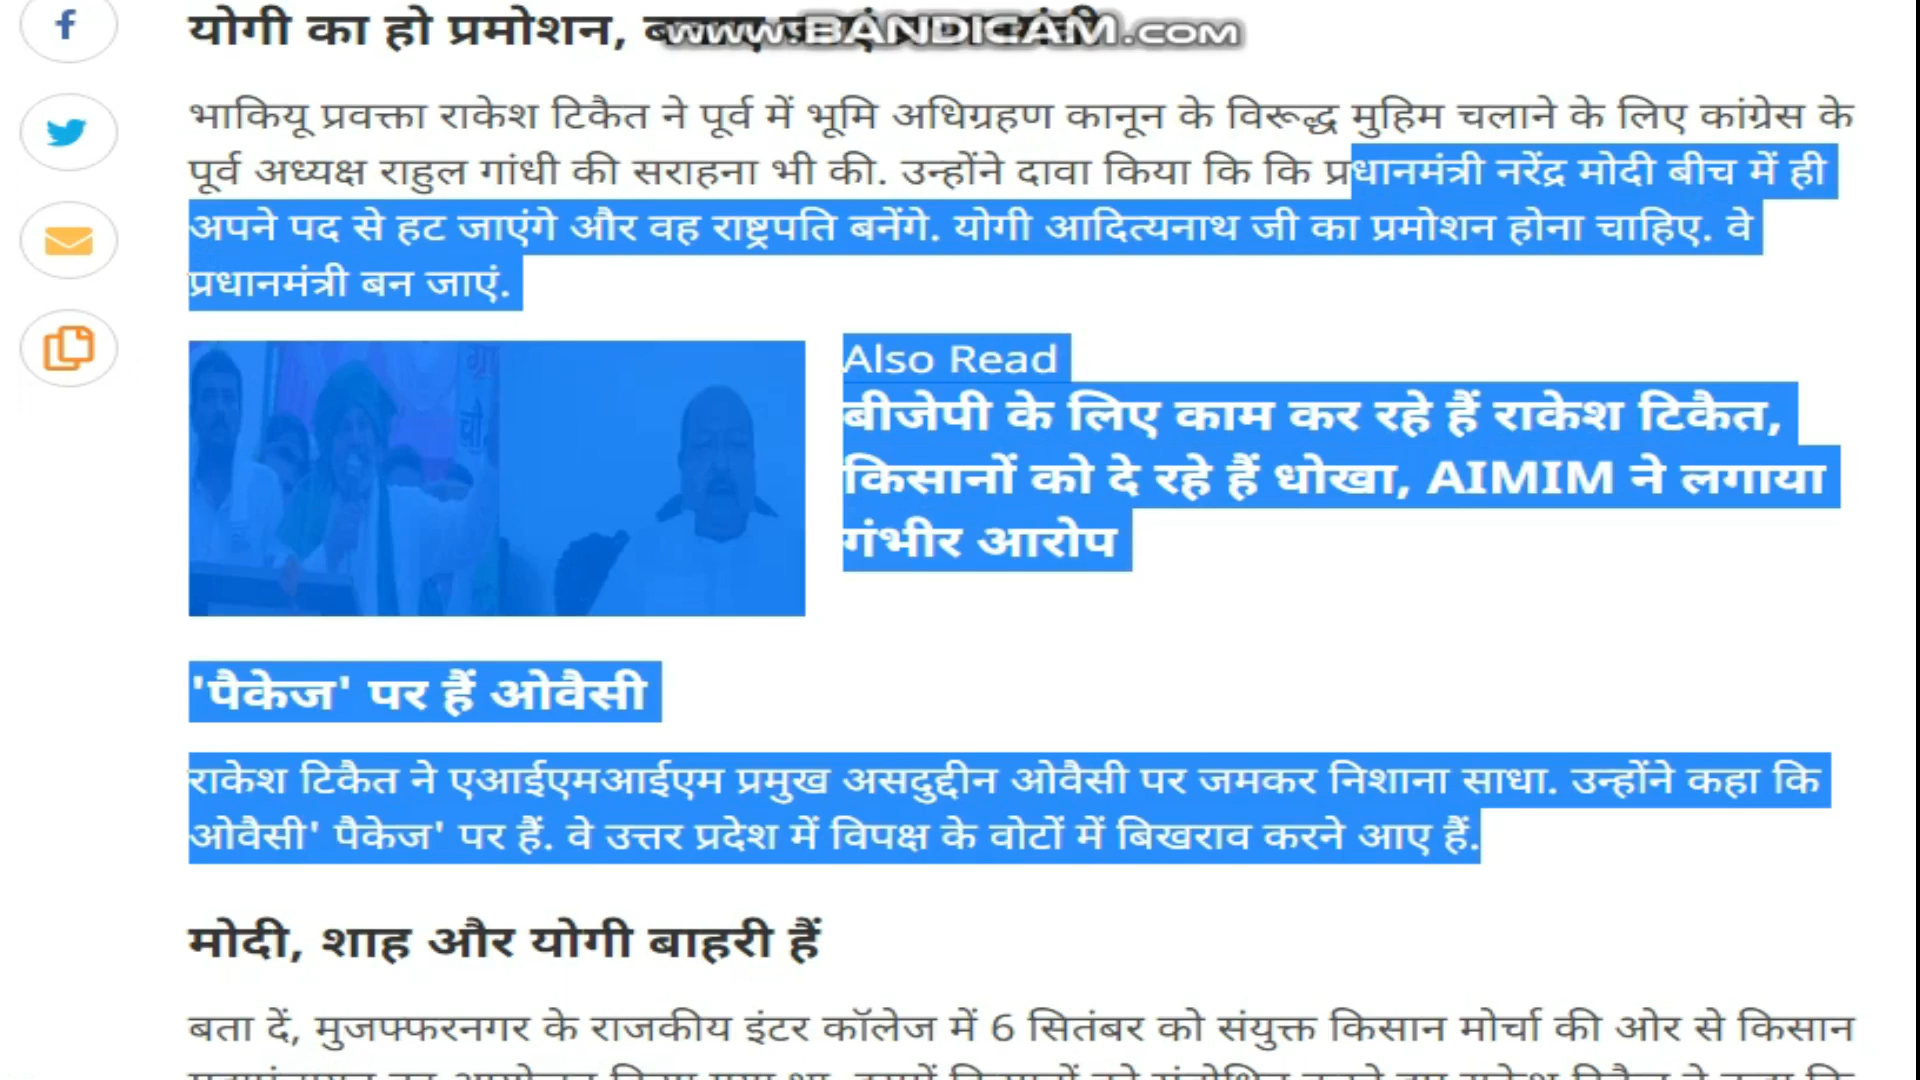 योगी का हो प्रमोशन,
www.BANDICAM.com
भाकियू प्रवक्ता राकेश टिकैत ने पूर्व में भूमि अधिग्रहण कानून के विरूद्ध मुहिम चलाने के लिए कांग्रेस के
पूर्व अध्यक्ष राहुल गांधी की सराहना भी की. उन्होंने दावा किया कि कि प्रधानमंत्री नरेंद्र मोदी बीच में ही
अपने पद से हट जाएंगे और वह राष्ट्रपति बनेंगे. योगी आदित्यनाथ जी का प्रमोशन होना चाहिए. वे
प्रधानमंत्री बन जाएं.
Also Read
बीजेपी के लिए काम कर रहे हैं राकेश टिकैत,
किसानों को दे रहे हैं धोखा, AIMIM ने लगाया
गंभीर आरोप
'पैकेज' पर हैं ओवैसी
राकेश टिकैत ने एआईएमआईएम प्रमुख असदुद्दीन ओवैसी पर जमकर निशाना साधा. उन्होंने कहा कि
ओवैसी' पैकेज' पर हैं. वे उत्तर प्रदेश में विपक्ष के वोटों में बिखराव करने आए हैं.
मोदी, शाह और योगी बाहरी हैं
बता दें, मुजफ्फरनगर के राजकीय इंटर कॉलेज में 6 सितंबर को संयुक्त किसान मोर्चा की ओर से किसान